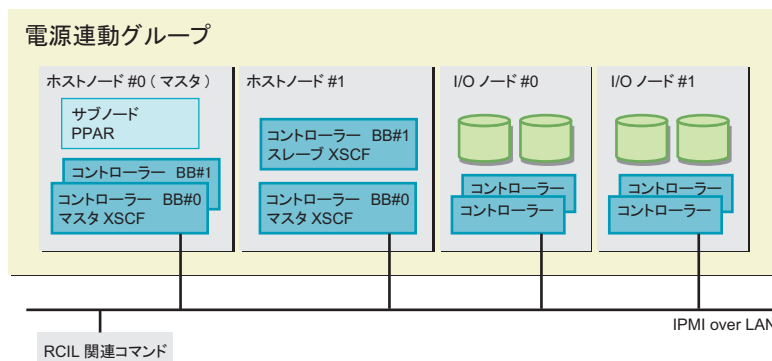 電源連動グループ
ホストノード #0 ( マスタ )
サブノード
PPAR
コントローラー BB#1
コントローラー BB#0
マスタ XSCF
ホストノード #1
コントローラー BB#1
スレーブ XSCF
コントローラー BB#0
マスタ XSCF
I/O ノード #0
コントローラー
コントローラー
I/O ノード #1
コントローラー
コントローラー
IPMI over LAN
RCIL 関連コマンド